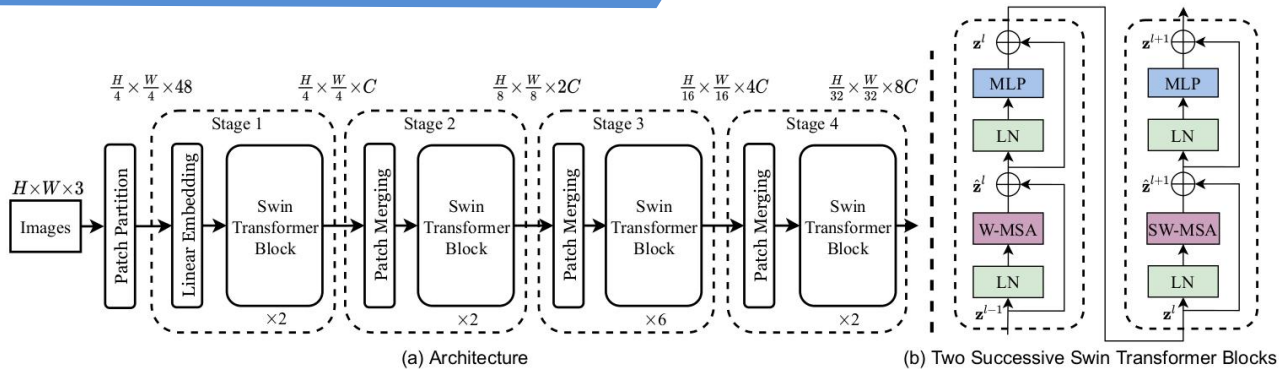 H/4 × W/4 × 48
H/4 × W/4 × C
H/8 × W/8 × 2C
H/16 × W/16 × 4C
H/32 × W/32 × 8C
Stage 1
Stage 2
Stage 3
Stage 4
H×W×3
Images
Patch Partition
Linear Embedding
Swin
Transformer
Block
×2
Patch Merging
Swin
Transformer
Block
×2
Patch Merging
Swin
Transformer
Block
×6
Patch Merging
Swin
Transformer
Block
×2
(a) Architecture
z^l
MLP
LN
ẑ^l
W-MSA
LN
z^{l-1}
z^{l+1}
MLP
LN
ẑ^{l+1}
SW-MSA
LN
z^l
(b) Two Successive Swin Transformer Blocks